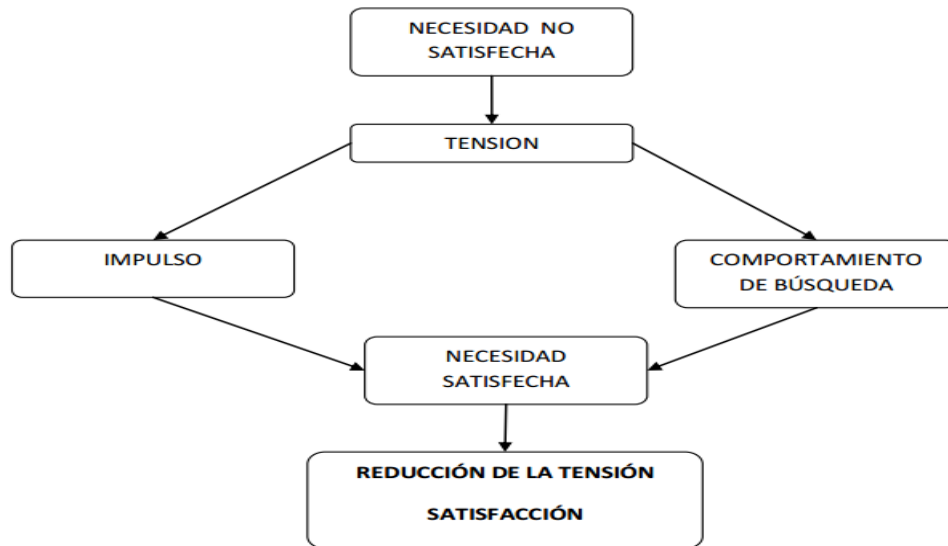 NECESIDAD NO
SATISFECHA
TENSION
IMPULSO
COMPORTAMIENTO
DE BÚSQUEDA
NECESIDAD
SATISFECHA
REDUCCIÓN DE LA TENSIÓN
SATISFACCIÓN